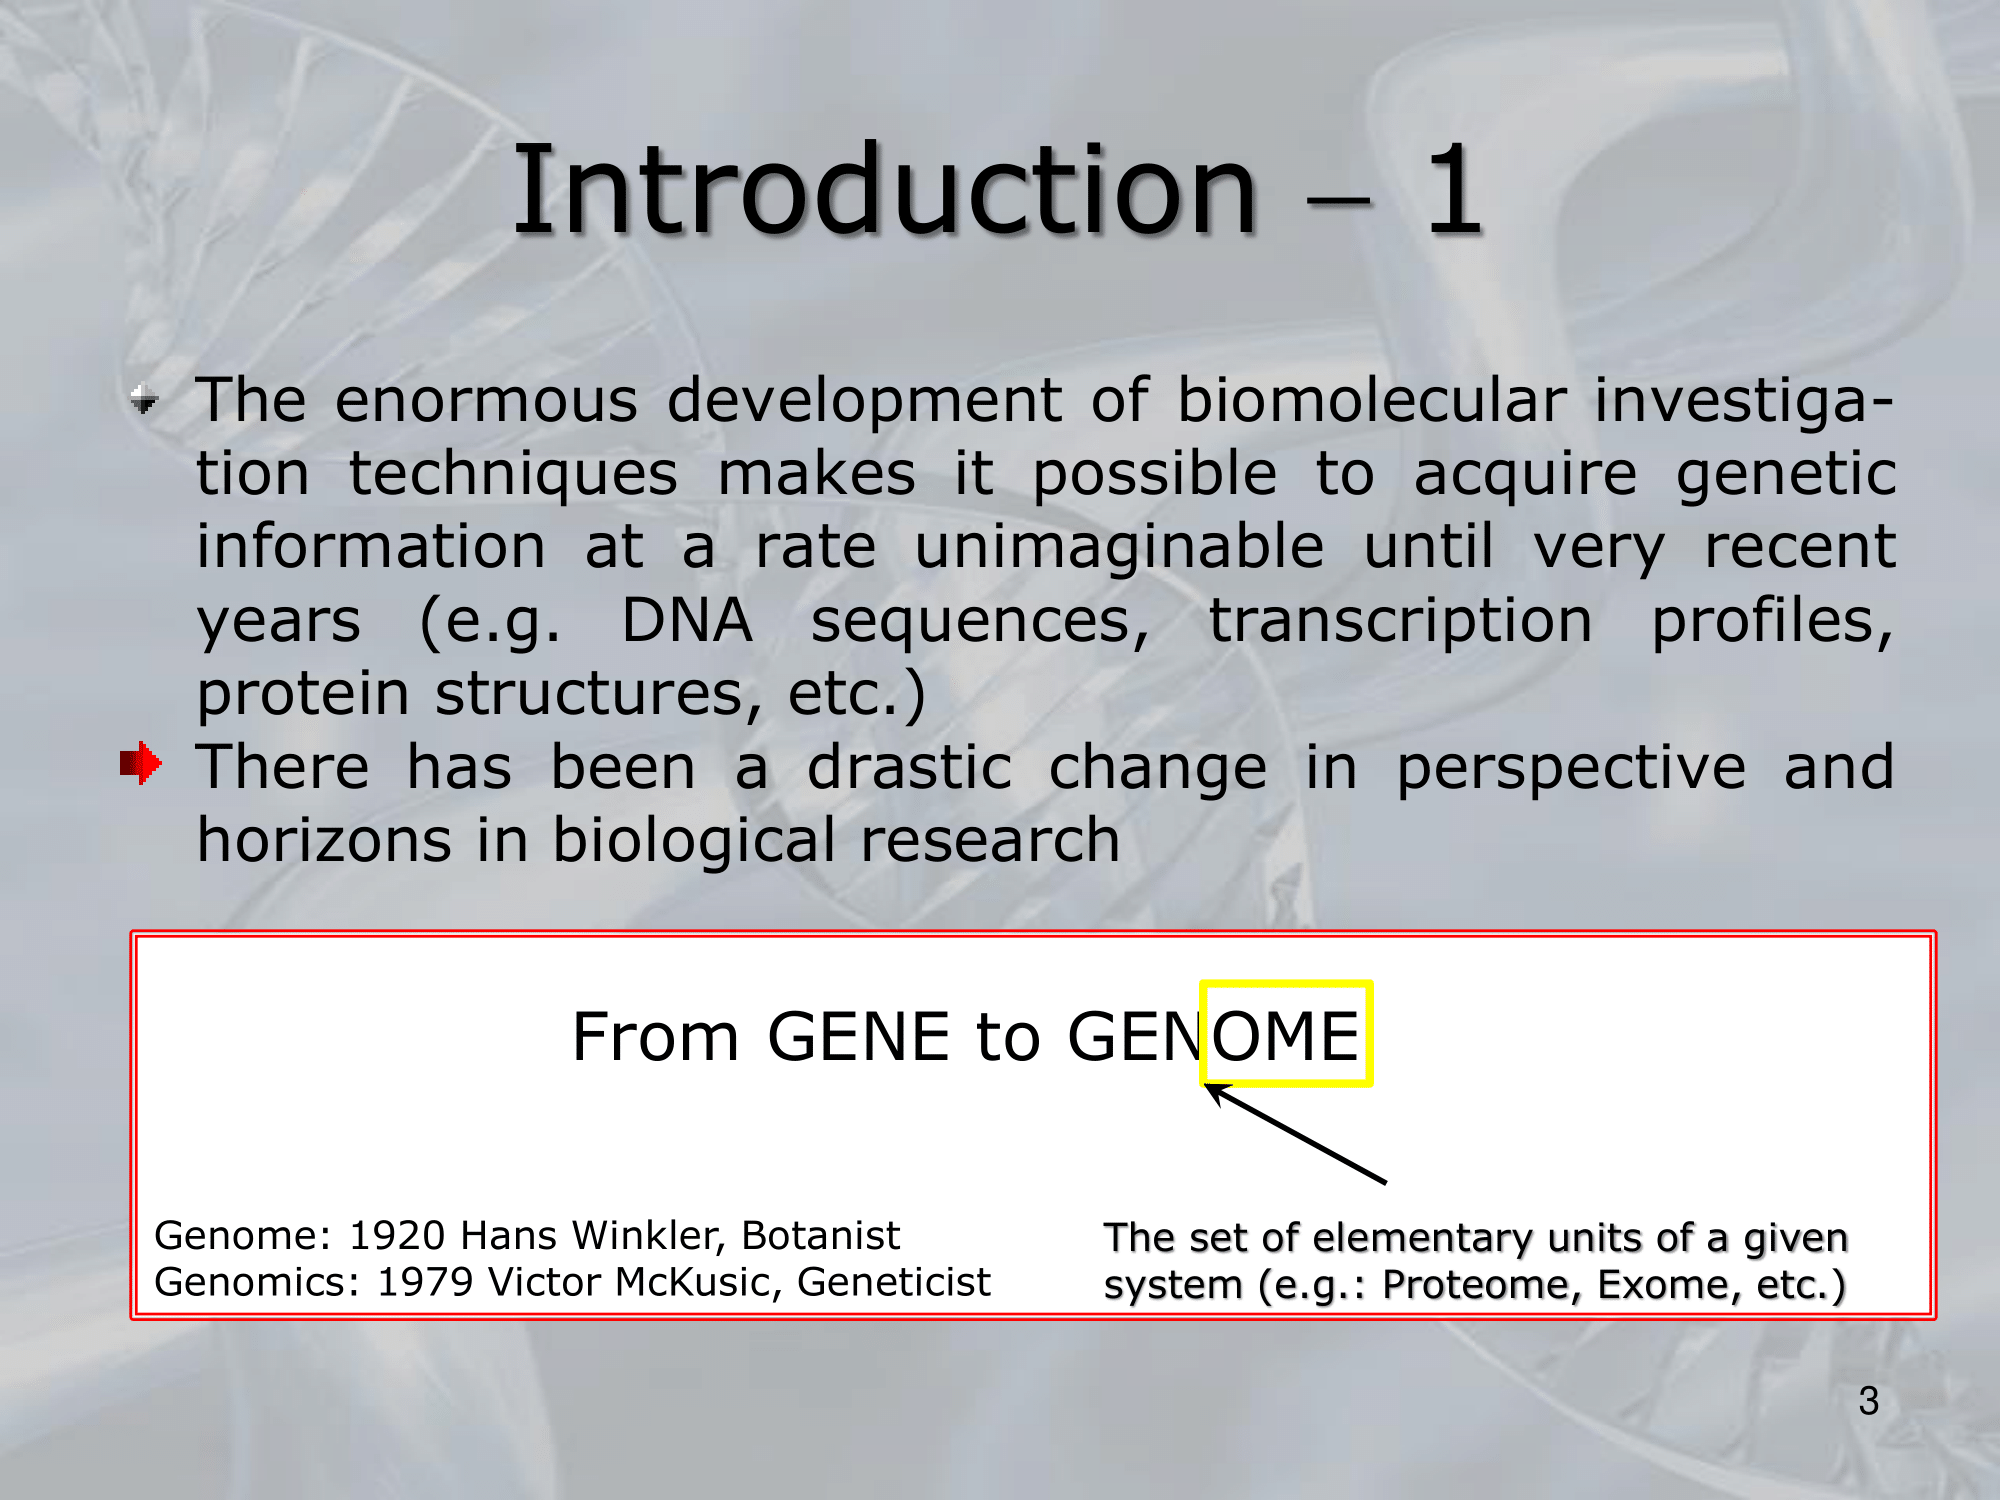 Introduction – 1
The enormous development of biomolecular investiga-
tion techniques makes it possible to acquire genetic
information at a rate unimaginable until very recent
years (e.g. DNA sequences, transcription profiles,
protein structures, etc.)
There has been a drastic change in perspective and
horizons in biological research
From GENE to GENOME
Genome: 1920 Hans Winkler, Botanist
Genomics: 1979 Victor McKusic, Geneticist
The set of elementary units of a given
system (e.g.: Proteome, Exome, etc.)
3